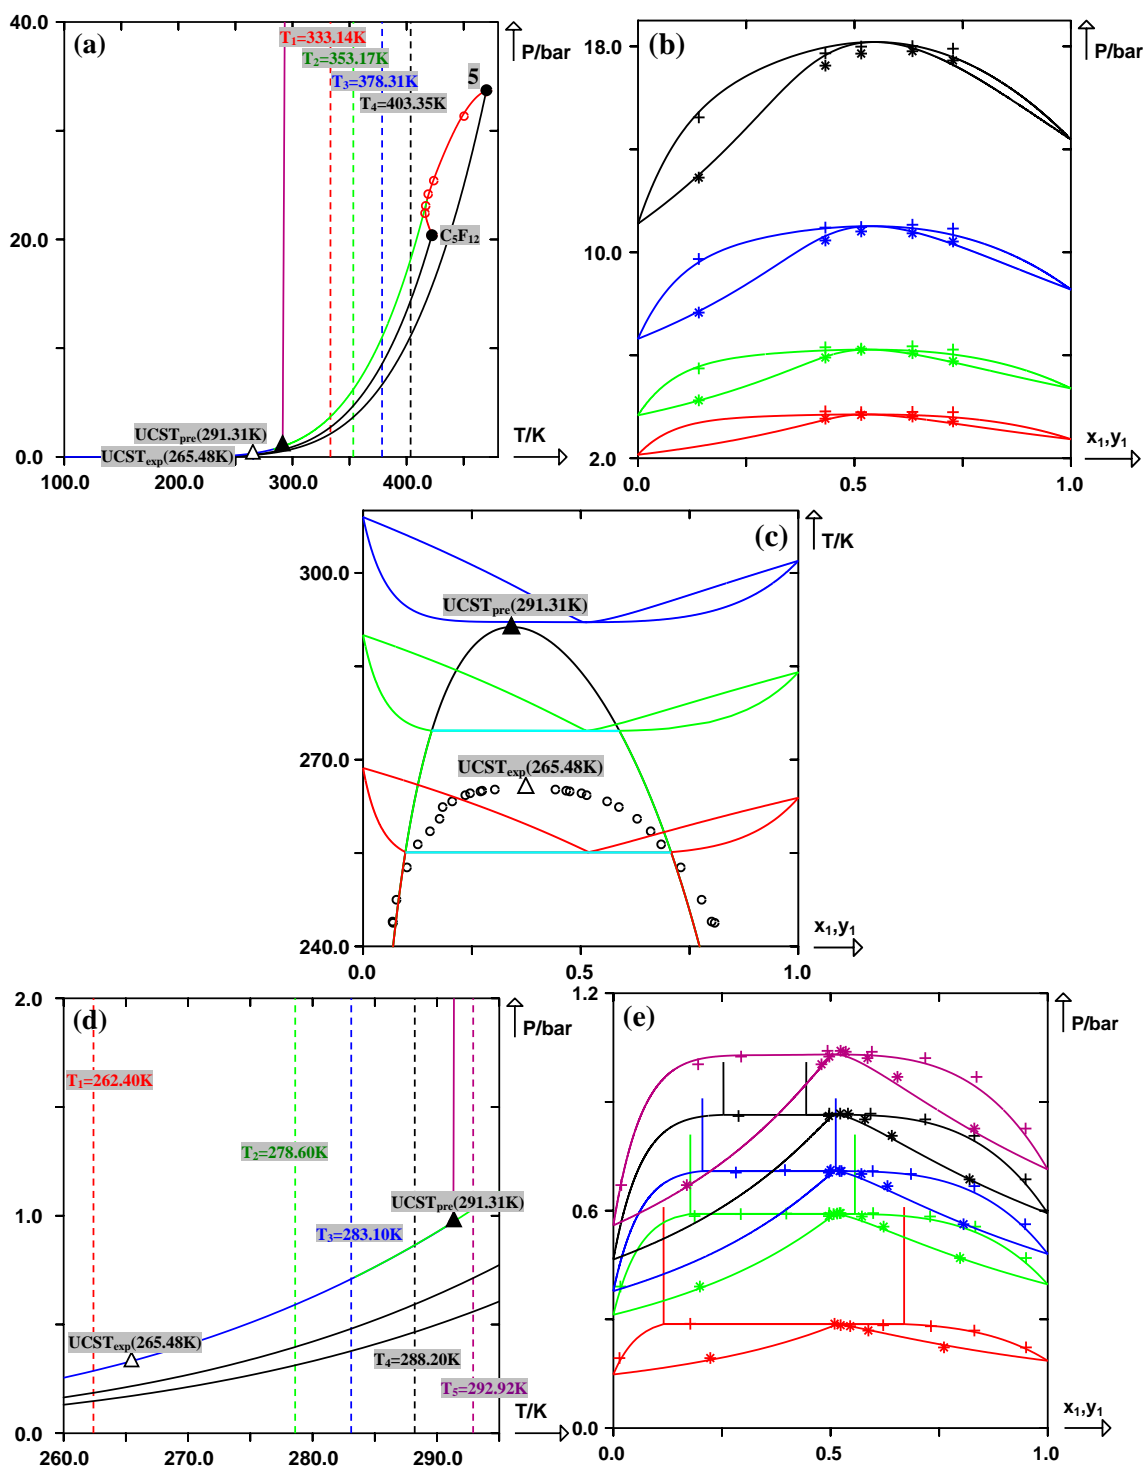 40.0
(a)
P/bar
T₁=333.14K
T₂=353.17K
T₃=378.31K
T₄=403.35K
5
20.0
C₅F₁₂
UCSTpre(291.31K)
UCSTexp(265.48K)
T/K
0.0
100.0 200.0 300.0 400.0
18.0
(b)
P/bar
10.0
x₁,y₁
2.0
0.0 0.5 1.0
(c)
T/K
300.0
UCSTpre(291.31K)
270.0
UCSTexp(265.48K)
x₁,y₁
240.0
0.0 0.5 1.0
2.0
(d)
P/bar
T₁=262.40K
T₂=278.60K
UCSTpre(291.31K)
1.0
T₃=283.10K
UCSTexp(265.48K)
T₄=288.20K
T₅=292.92K
T/K
0.0
260.0 270.0 280.0 290.0
1.2
(e)
P/bar
0.6
x₁,y₁
0.0
0.0 0.5 1.0